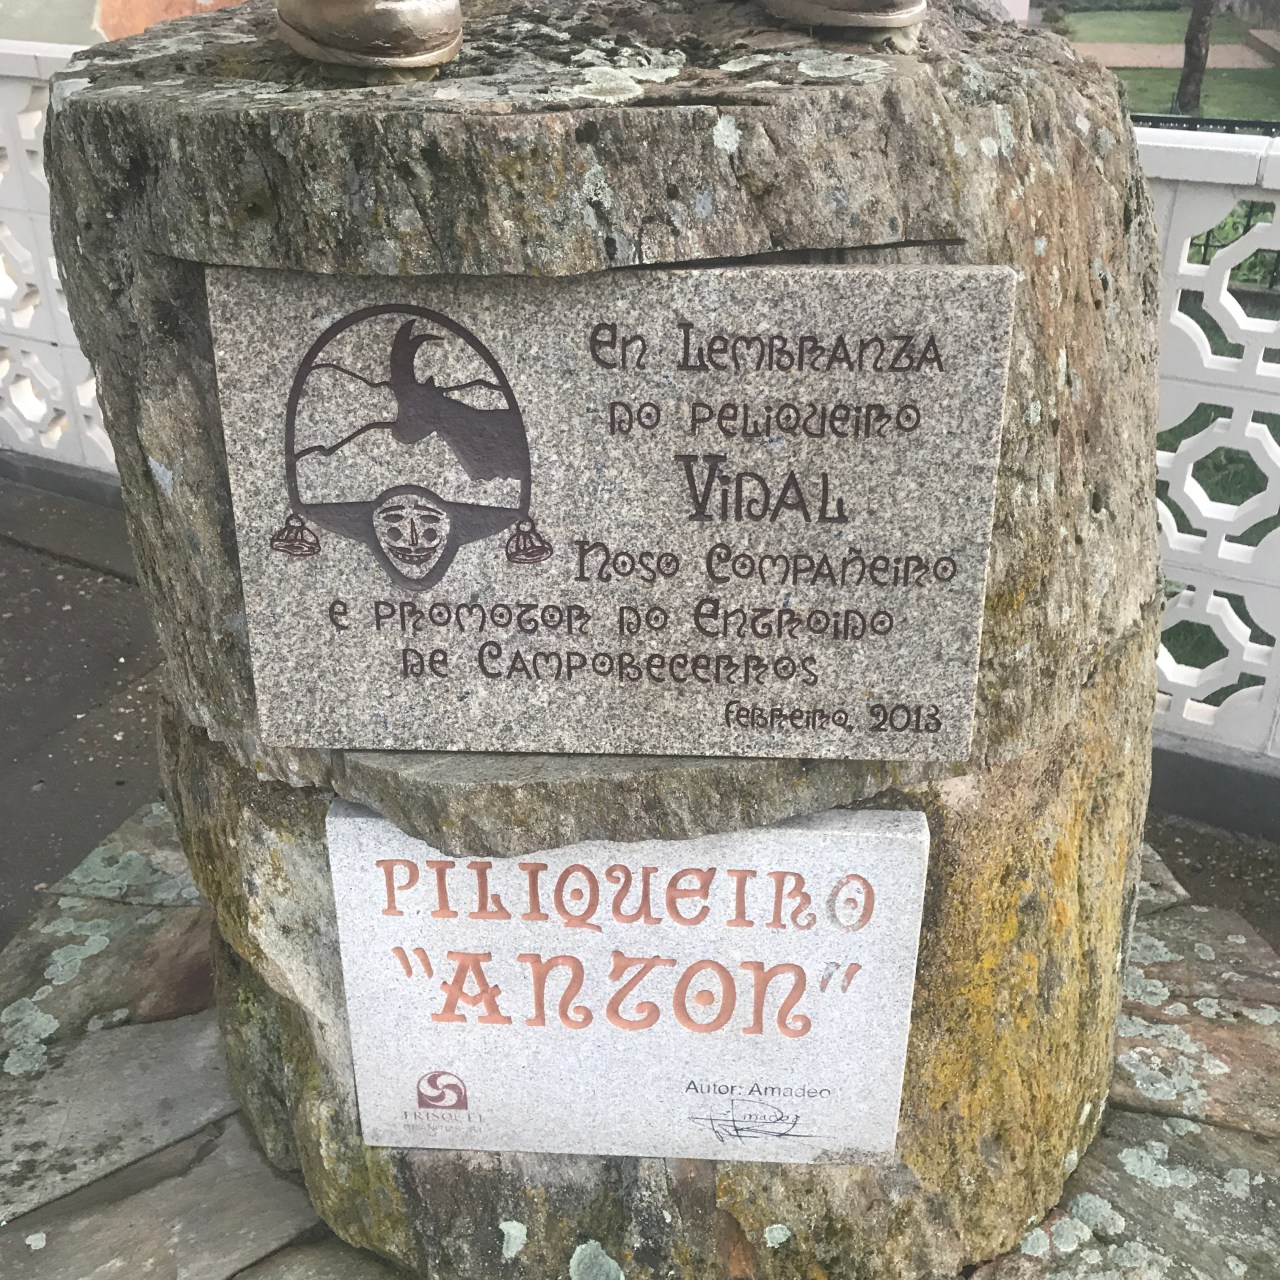 En Lembranza
do peliqueiro
Vidal
Noso Compañeiro
e promotor do Entroido
de Campobecerros
Febreiro, 2013
PILIQUEIRO
"ANTON"
Autor: Amadeo
TRISQUEL